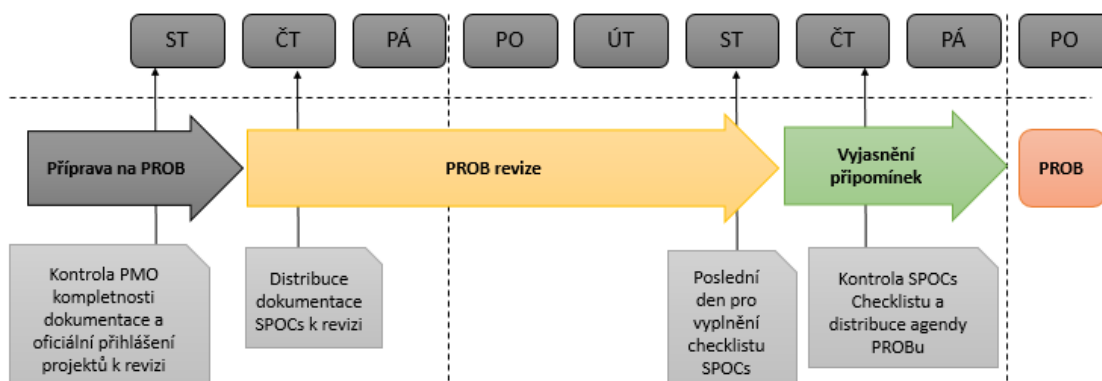 ST
ČT
PÁ
PO
ÚT
ST
ČT
PÁ
PO
Příprava na PROB
PROB revize
Vyjasnění
připomínek
PROB
Kontrola PMO
kompletnosti
dokumentace a
oficiální přihlášení
projektů k revizi
Distribuce
dokumentace
SPOCs k revizi
Poslední
den pro
vyplnění
checklistu
SPOCs
Kontrola SPOCs
Checklistu a
distribuce agendy
PROBu